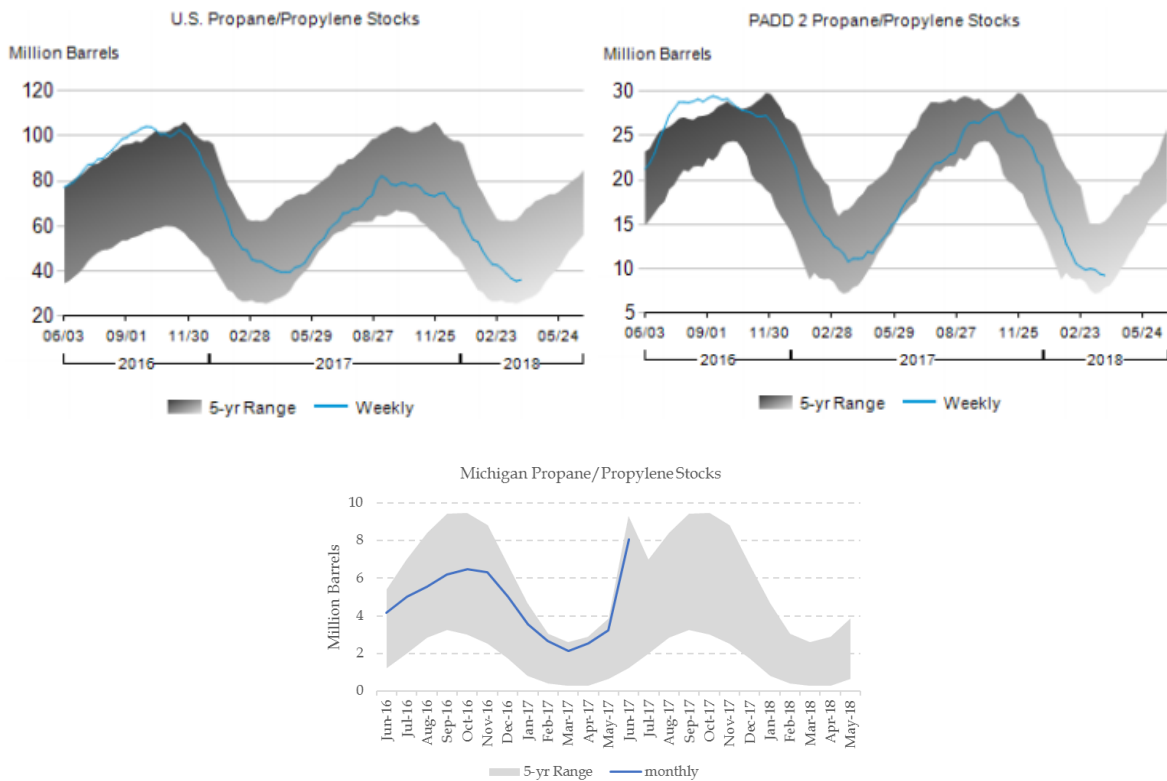 U.S. Propane/Propylene Stocks
Million Barrels
120
100
80
60
40
20
06/03 09/01 11/30 02/28 05/29 08/27 11/25 02/23 05/24
2016 2017 2018
5-yr Range Weekly
PADD 2 Propane/Propylene Stocks
Million Barrels
30
25
20
15
10
5
06/03 09/01 11/30 02/28 05/29 08/27 11/25 02/23 05/24
2016 2017 2018
5-yr Range Weekly
Michigan Propane/Propylene Stocks
Million Barrels
10
8
6
4
2
0
Jun-16 Jul-16 Aug-16 Sep-16 Oct-16 Nov-16 Dec-16 Jan-17 Feb-17 Mar-17 Apr-17 May-17 Jun-17 Jul-17 Aug-17 Sep-17 Oct-17 Nov-17 Dec-17 Jan-18 Feb-18 Mar-18 Apr-18 May-18
5-yr Range monthly